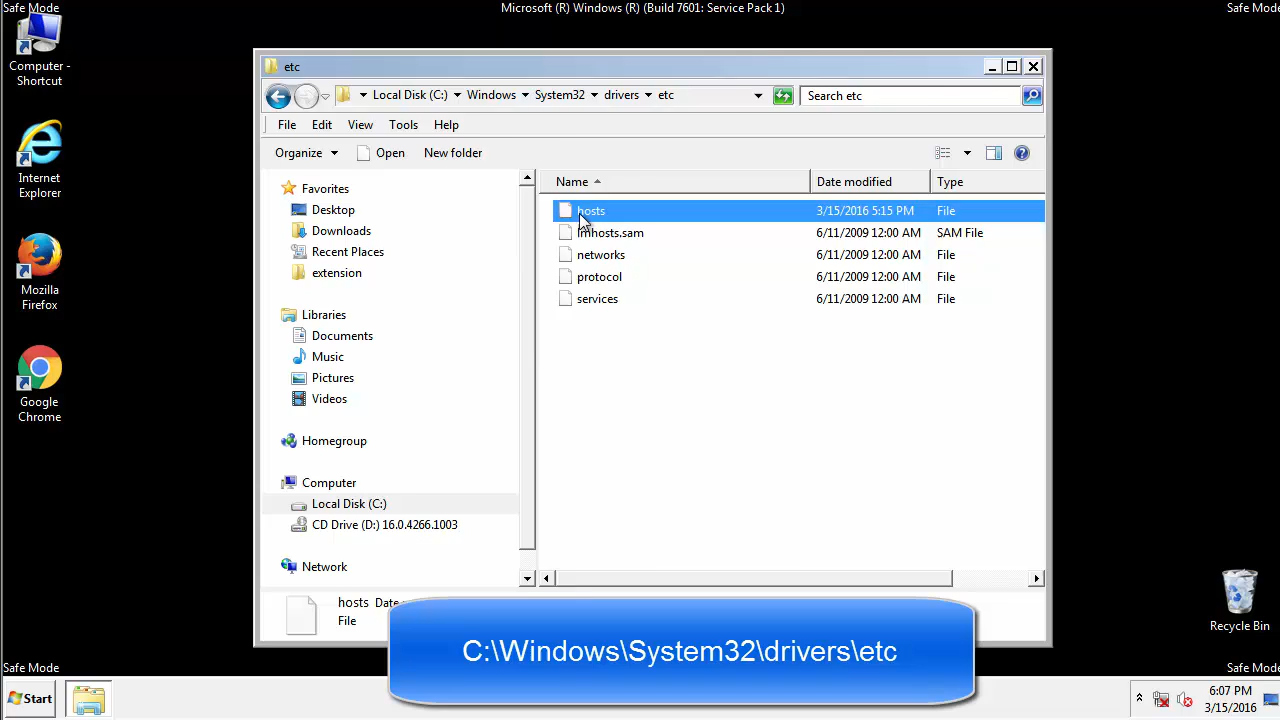 Safe Mode
Microsoft (R) Windows (R) (Build 7601: Service Pack 1)
Safe Mod
Computer -
Shortcut
Internet
Explorer
Mozilla
Firefox
Google
Chrome
etc
Local Disk (C:) Windows System32 drivers etc
Search etc
File Edit View Tools Help
Organize Open New folder
Favorites
Desktop
Downloads
Recent Places
extension
Libraries
Documents
Music
Pictures
Videos
Homegroup
Computer
Local Disk (C:)
CD Drive (D:) 16.0.4266.1003
Network
Name Date modified Type
hosts 3/15/2016 5:15 PM File
lmhosts.sam 6/11/2009 12:00 AM SAM File
networks 6/11/2009 12:00 AM File
protocol 6/11/2009 12:00 AM File
services 6/11/2009 12:00 AM File
hosts Date
File
C:\Windows\System32\drivers\etc
Recycle Bin
Safe Mode
Safe Mod
Start
6:07 PM
3/15/2016